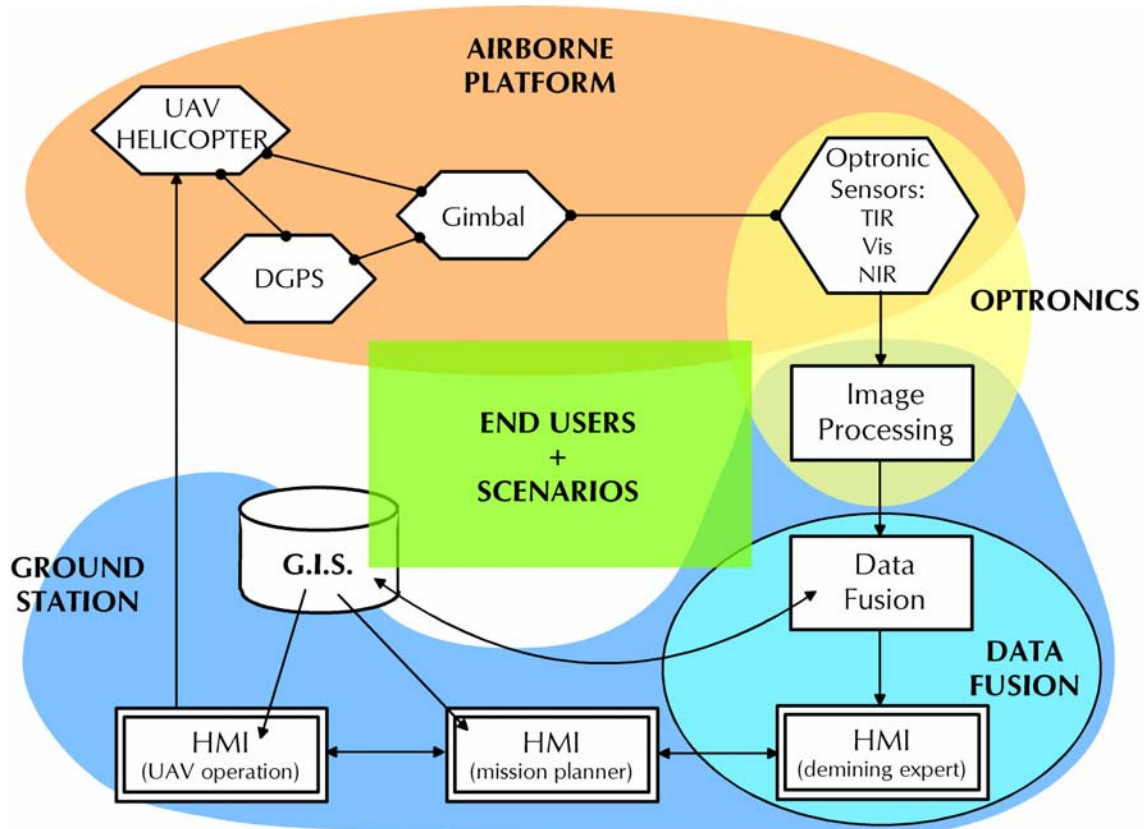 AIRBORNE
PLATFORM
UAV
HELICOPTER
Gimbal
DGPS
Optronic
Sensors:
TIR
Vis
NIR
OPTRONICS
Image
Processing
END USERS
+
SCENARIOS
GROUND
STATION
G.I.S.
Data
Fusion
DATA
FUSION
HMI
(UAV operation)
HMI
(mission planner)
HMI
(demining expert)